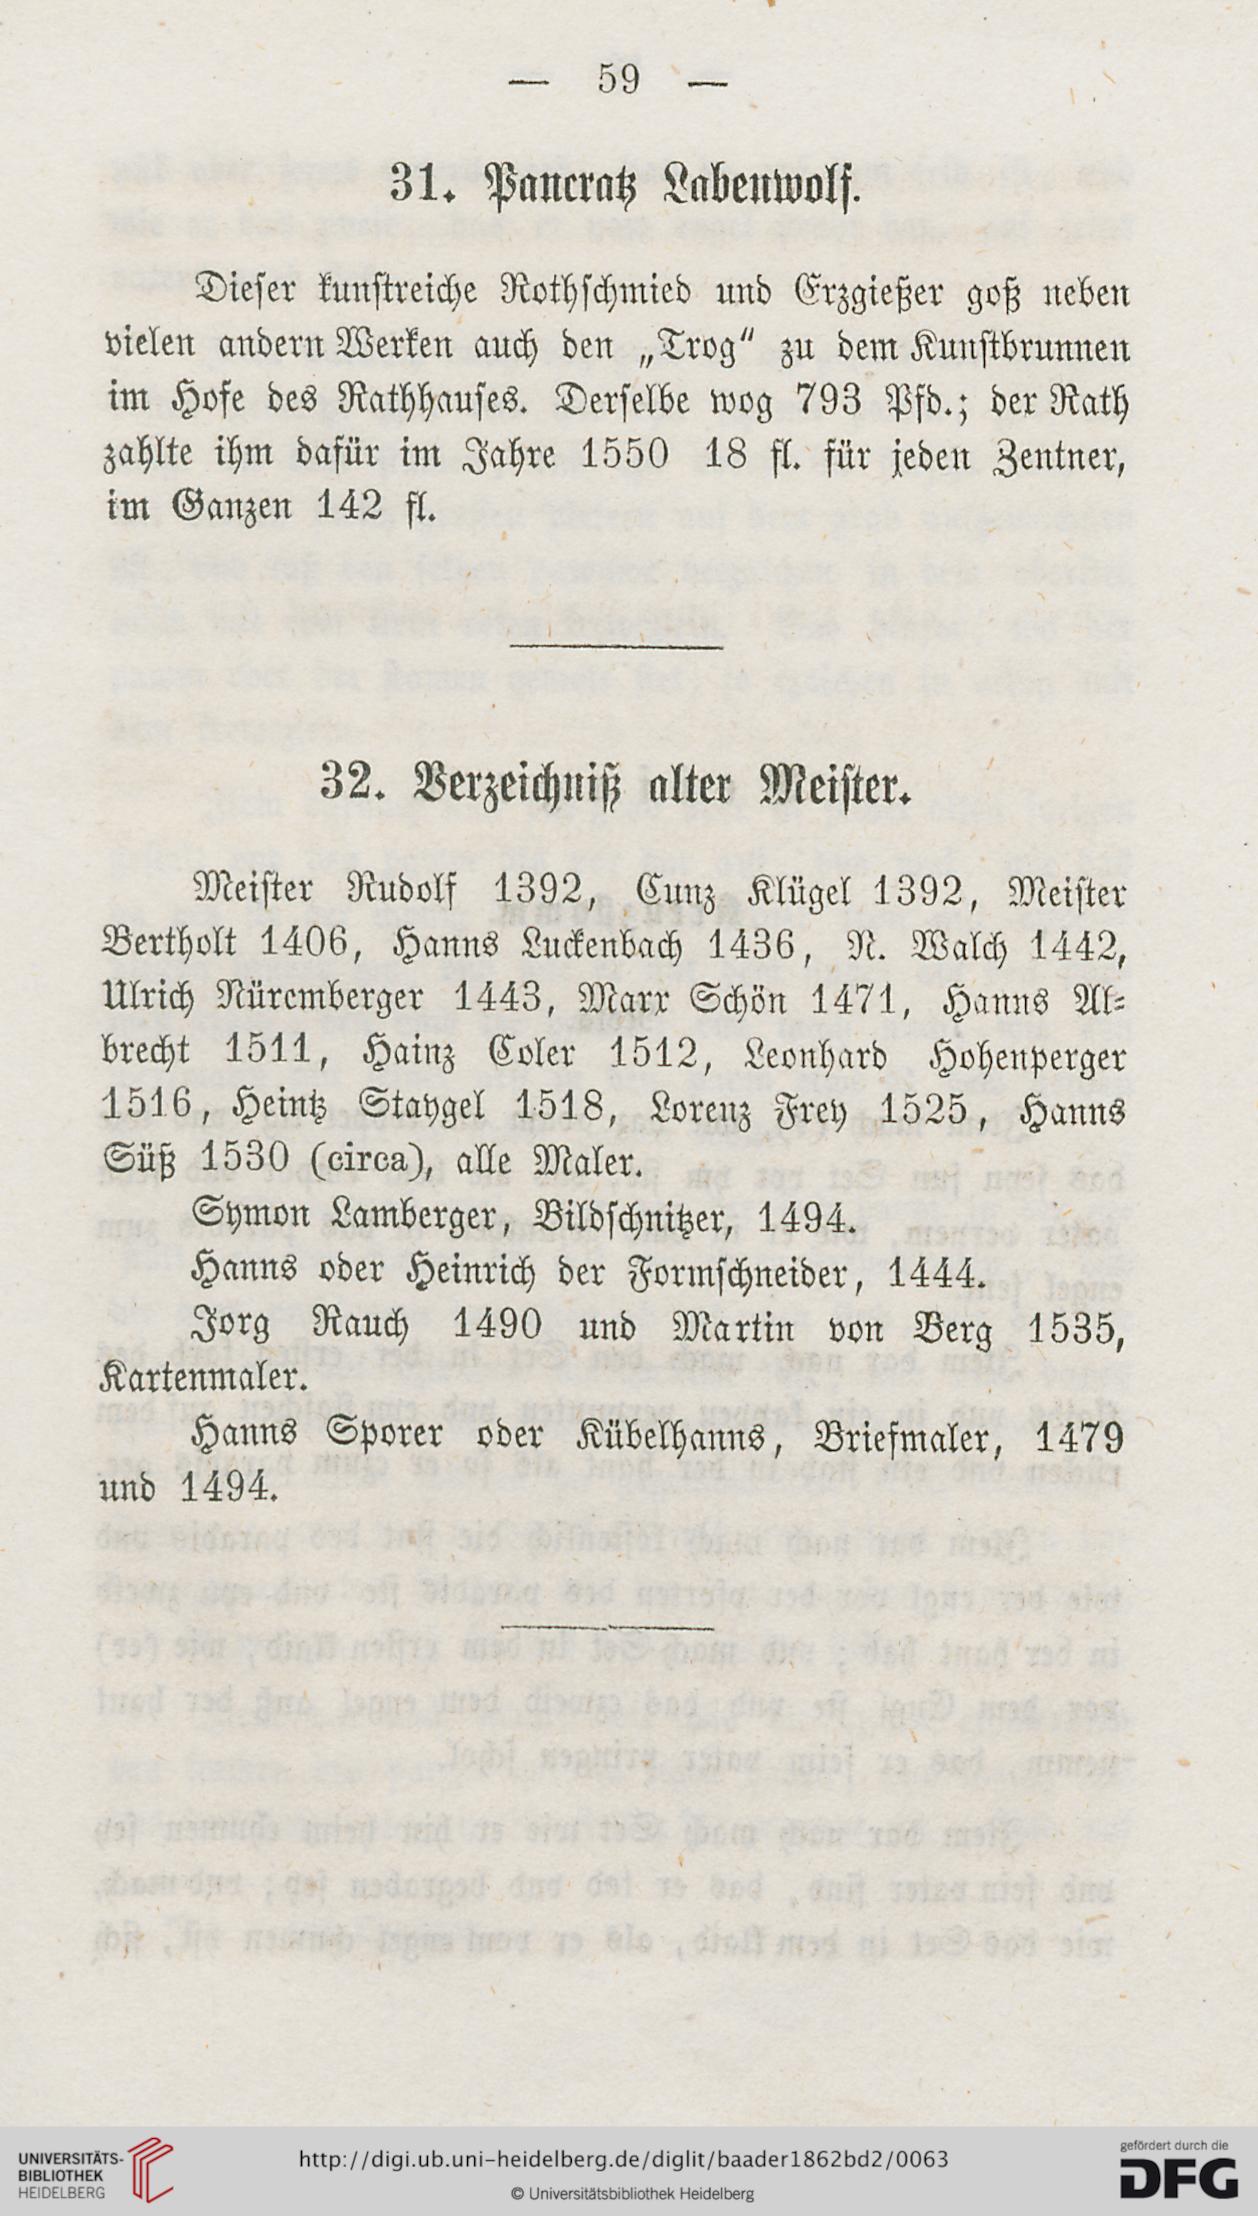 — 59 —
31. Pancratz Labenwolf.
Dieser kunstreiche Rothschmied und Erzgießer goß neben
vielen andern Werken auch den „Trog“ zu dem Kunstbrunnen
im Hofe des Rathhauses. Derselbe wog 793 Pfd.; der Rath
zahlte ihm dafür im Jahre 1550 18 fl. für jeden Zentner,
im Ganzen 142 fl.
32. Verzeichniß alter Meister.
Meister Rudolf 1392, Cunz Klügel 1392, Meister
Bertholt 1406, Hanns Luckenbach 1436, N. Walch 1442,
Ulrich Nüremberger 1443, Marx Schön 1471, Hanns Al-
brecht 1511, Hainz Coler 1512, Leonhard Hohenperger
1516, Heintz Staygel 1518, Lorenz Frey 1525, Hanns
Süß 1530 (circa), alle Maler.
Symon Lamberger, Bildschnitzer, 1494.
Hanns oder Heinrich der Formschneider, 1444.
Jorg Rauch 1490 und Martin von Berg 1535,
Kartenmaler.
Hanns Sporer oder Kübelhanns, Briefmaler, 1479
und 1494.
UNIVERSITÄTS-
BIBLIOTHEK
HEIDELBERG
http://digi.ub.uni-heidelberg.de/diglit/baader1862bd2/0063
© Universitätsbibliothek Heidelberg
gefördert durch die
DFG